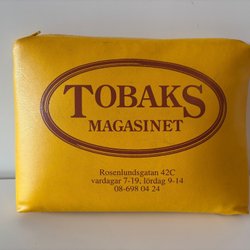 TOBAKS
MAGASINET
Rosenlundsgatan 42C
vardagar 7-19, lördag 9-14
08-698 04 24